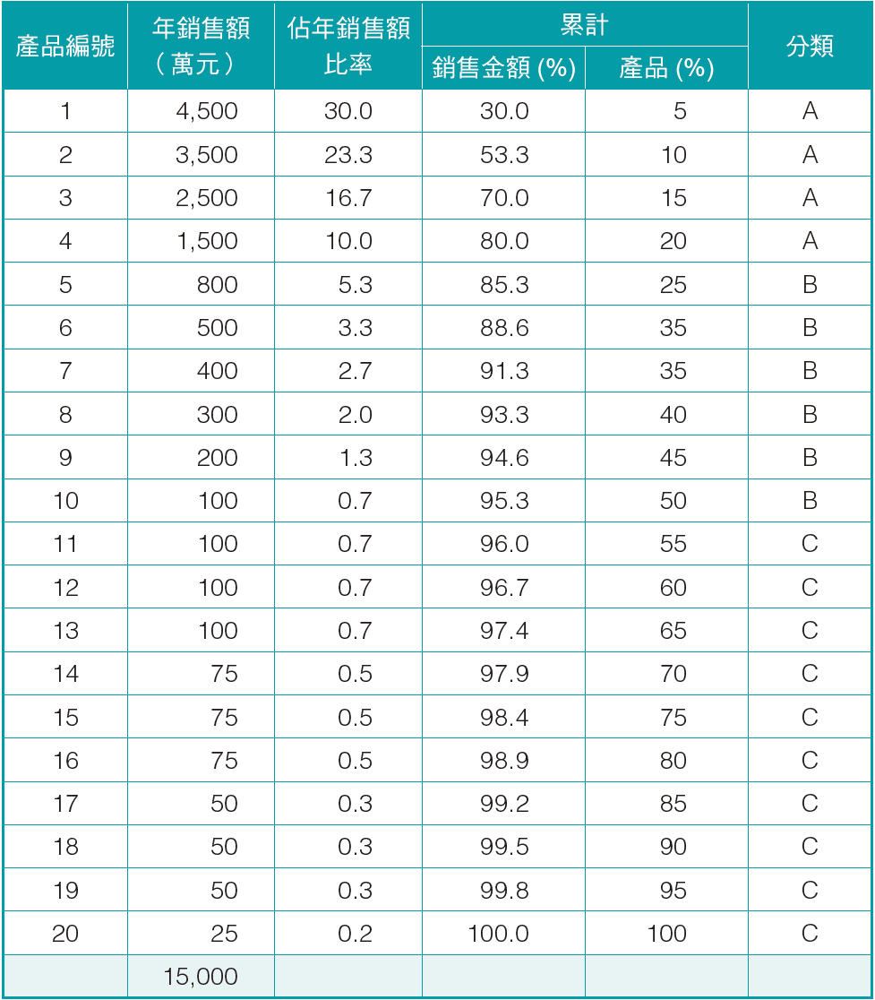 產品編號 年銷售額（萬元） 佔年銷售額比率 累計 分類
銷售金額 (%) 產品 (%)
1 4,500 30.0 30.0 5 A
2 3,500 23.3 53.3 10 A
3 2,500 16.7 70.0 15 A
4 1,500 10.0 80.0 20 A
5 800 5.3 85.3 25 B
6 500 3.3 88.6 35 B
7 400 2.7 91.3 35 B
8 300 2.0 93.3 40 B
9 200 1.3 94.6 45 B
10 100 0.7 95.3 50 B
11 100 0.7 96.0 55 C
12 100 0.7 96.7 60 C
13 100 0.7 97.4 65 C
14 75 0.5 97.9 70 C
15 75 0.5 98.4 75 C
16 75 0.5 98.9 80 C
17 50 0.3 99.2 85 C
18 50 0.3 99.5 90 C
19 50 0.3 99.8 95 C
20 25 0.2 100.0 100 C
15,000